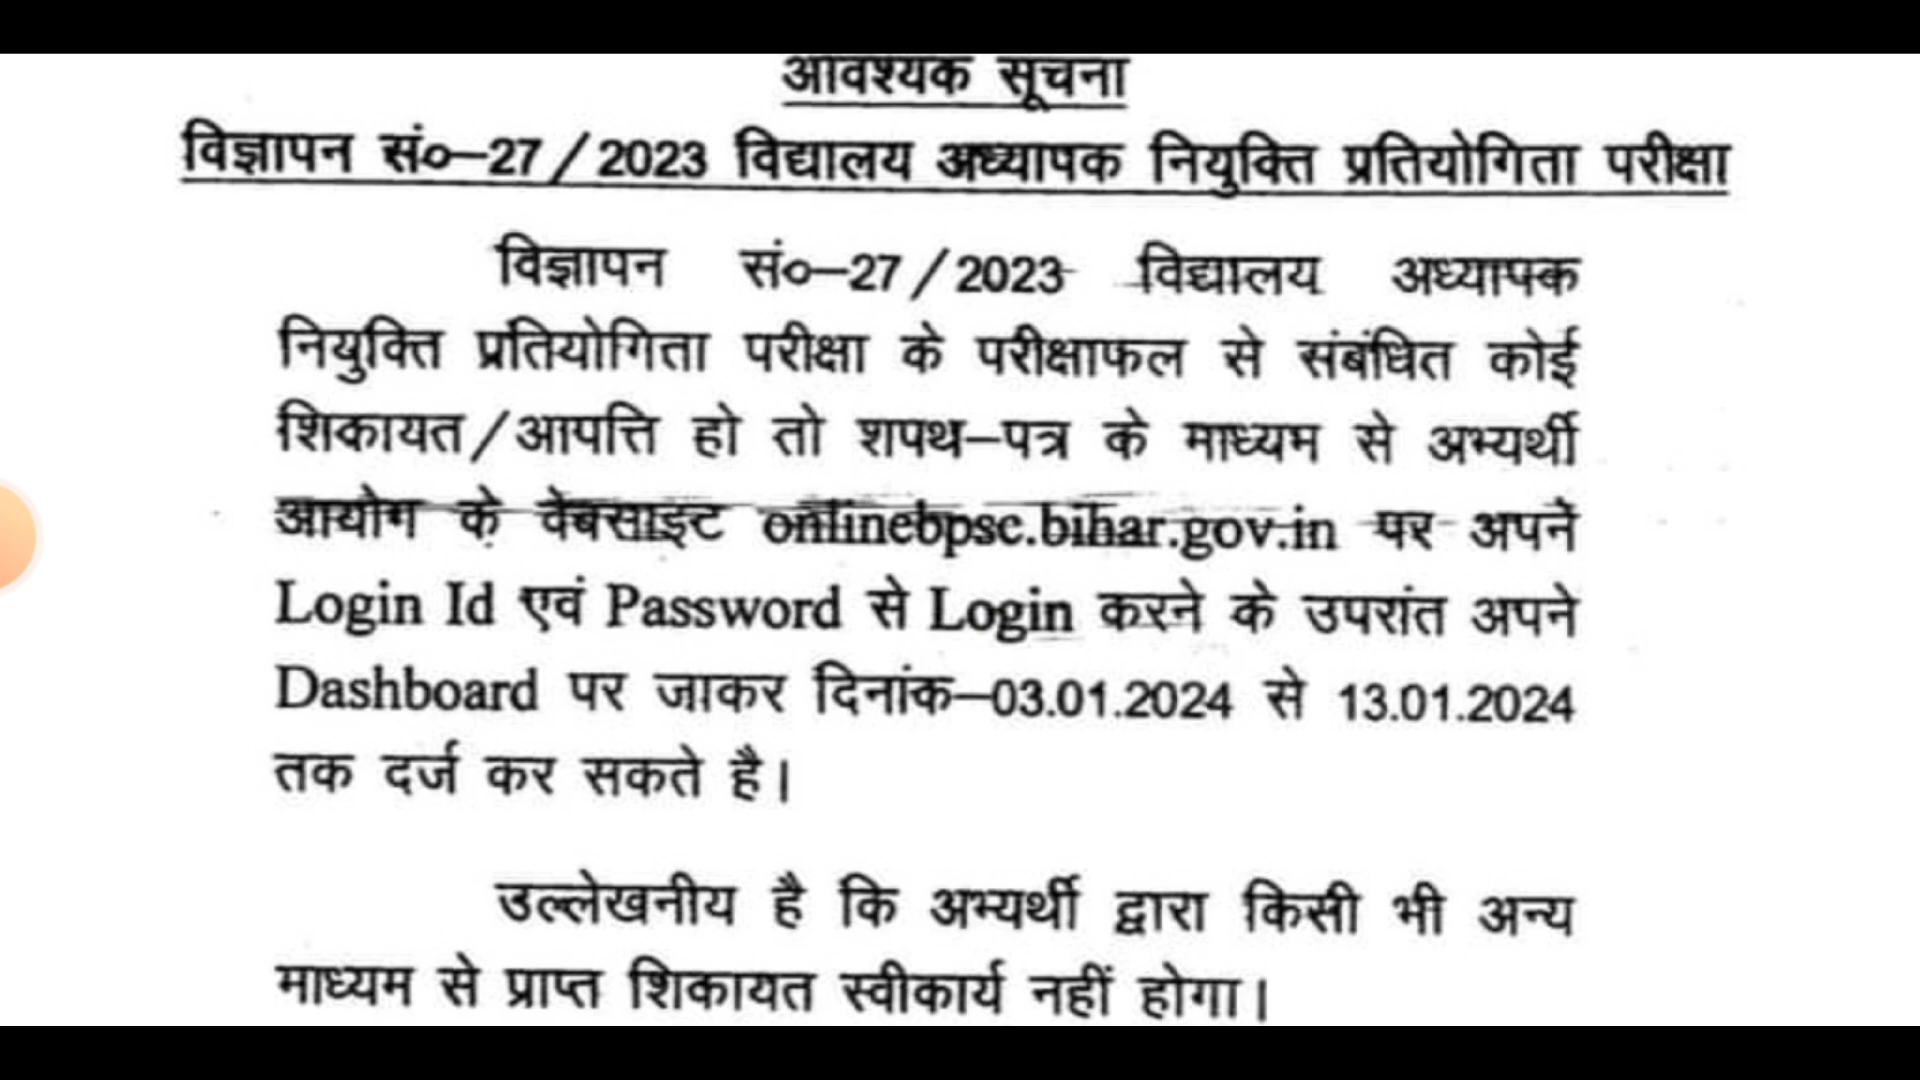 आवश्यक सूचना
विज्ञापन सं०–27/2023 विद्यालय अध्यापक नियुक्ति प्रतियोगिता परीक्षा
विज्ञापन सं०–27/2023 विद्यालय अध्यापक
नियुक्ति प्रतियोगिता परीक्षा के परीक्षाफल से संबंधित कोई
शिकायत/आपत्ति हो तो शपथ–पत्र के माध्यम से अभ्यर्थी
आयोग के वेबसाइट onlinebpsc.bihar.gov.in पर अपने
Login Id एवं Password से Login करने के उपरांत अपने
Dashboard पर जाकर दिनांक–03.01.2024 से 13.01.2024
तक दर्ज कर सकते है।
उल्लेखनीय है कि अभ्यर्थी द्वारा किसी भी अन्य
माध्यम से प्राप्त शिकायत स्वीकार्य नहीं होगा।